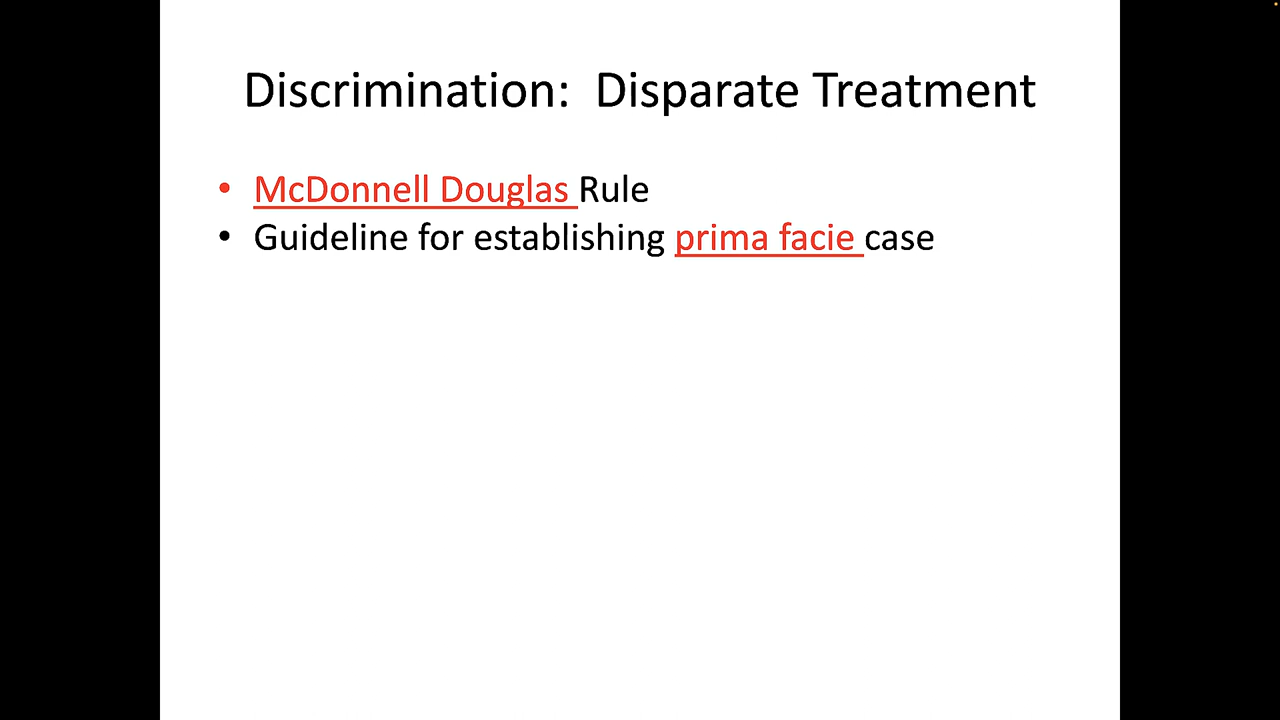 Discrimination:  Disparate Treatment
• McDonnell Douglas Rule
• Guideline for establishing prima facie case